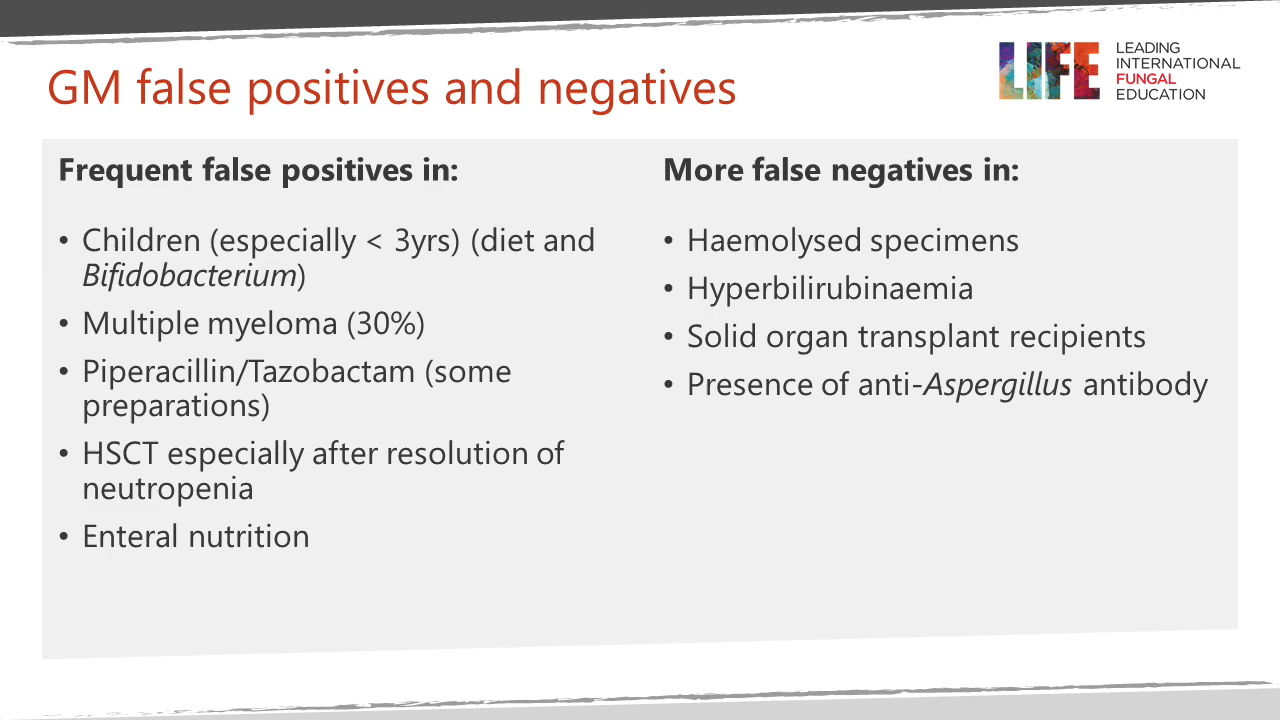 GM false positives and negatives
LIFE
LEADING
INTERNATIONAL
FUNGAL
EDUCATION
Frequent false positives in:
• Children (especially < 3yrs) (diet and
Bifidobacterium)
• Multiple myeloma (30%)
• Piperacillin/Tazobactam (some
preparations)
• HSCT especially after resolution of
neutropenia
• Enteral nutrition
More false negatives in:
• Haemolysed specimens
• Hyperbilirubinaemia
• Solid organ transplant recipients
• Presence of anti-Aspergillus antibody